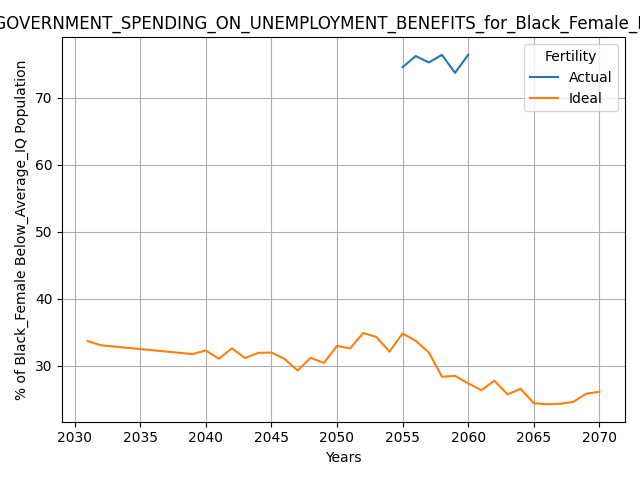 GOVERNMENT_SPENDING_ON_UNEMPLOYMENT_BENEFITS_for_Black_Female_
Fertility
Actual
Ideal
% of Black_Female Below_Average_IQ Population
70
60
50
40
30
2030 2035 2040 2045 2050 2055 2060 2065 2070
Years